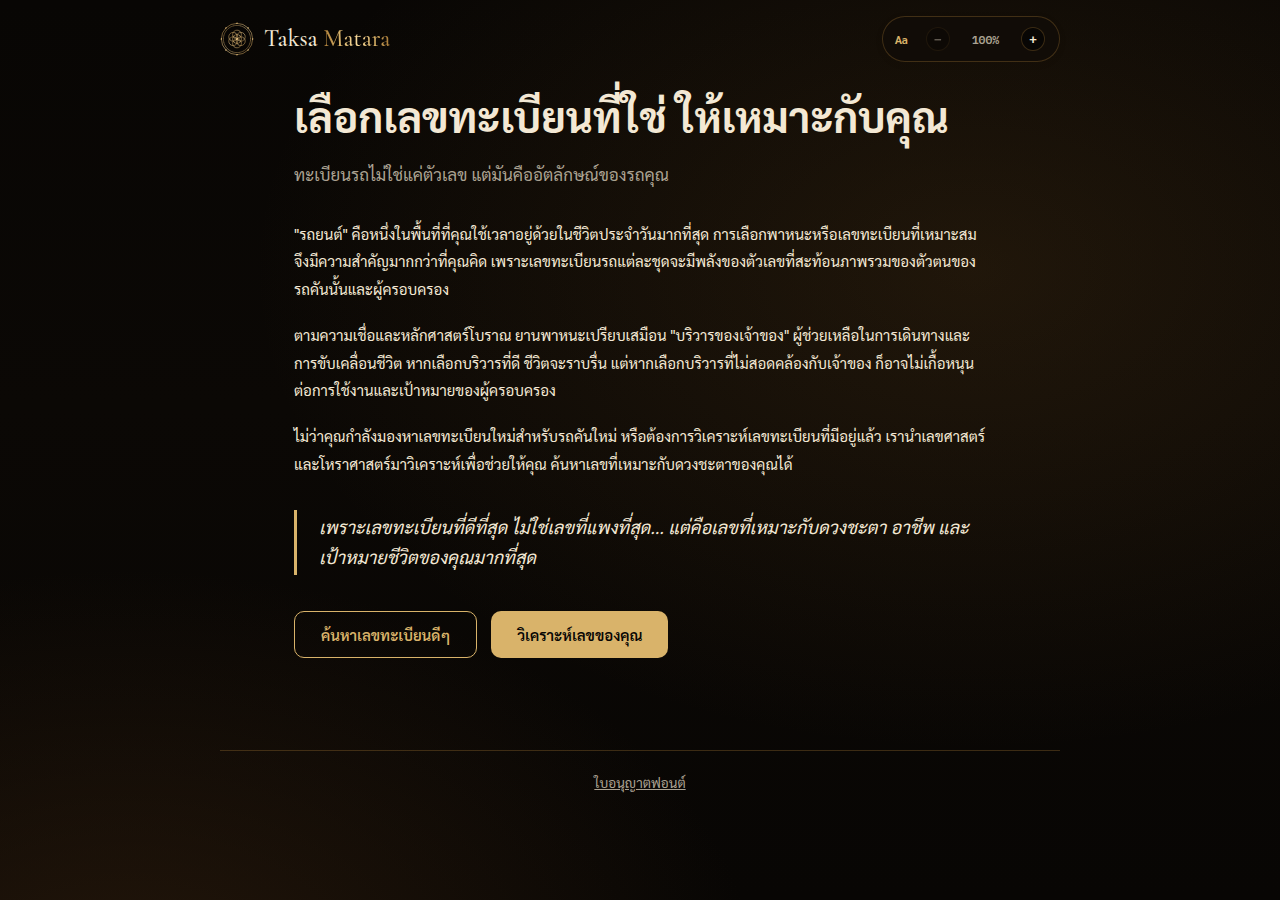 Taksa Matara
Aa − 100% +
เลือกเลขทะเบียนที่ใช่ ให้เหมาะกับคุณ
ทะเบียนรถไม่ใช่แค่ตัวเลข แต่มันคืออัตลักษณ์ของรถคุณ
"รถยนต์" คือหนึ่งในพื้นที่ที่คุณใช้เวลาอยู่ด้วยในชีวิตประจำวันมากที่สุด การเลือกพาหนะหรือเลขทะเบียนที่เหมาะสม
จึงมีความสำคัญมากกว่าที่คุณคิด เพราะเลขทะเบียนรถแต่ละชุดจะมีพลังของตัวเลขที่สะท้อนภาพรวมของตัวตนของ
รถคันนั้นและผู้ครอบครอง
ตามความเชื่อและหลักศาสตร์โบราณ ยานพาหนะเปรียบเสมือน "บริวารของเจ้าของ" ผู้ช่วยเหลือในการเดินทางและ
การขับเคลื่อนชีวิต หากเลือกบริวารที่ดี ชีวิตจะราบรื่น แต่หากเลือกบริวารที่ไม่สอดคล้องกับเจ้าของ ก็อาจไม่เกื้อหนุน
ต่อการใช้งานและเป้าหมายของผู้ครอบครอง
ไม่ว่าคุณกำลังมองหาเลขทะเบียนใหม่สำหรับรถคันใหม่ หรือต้องการวิเคราะห์เลขทะเบียนที่มีอยู่แล้ว เรานำเลขศาสตร์
และโหราศาสตร์มาวิเคราะห์เพื่อช่วยให้คุณ ค้นหาเลขที่เหมาะกับดวงชะตาของคุณได้
เพราะเลขทะเบียนที่ดีที่สุด ไม่ใช่เลขที่แพงที่สุด... แต่คือเลขที่เหมาะกับดวงชะตา อาชีพ และ
เป้าหมายชีวิตของคุณมากที่สุด
ค้นหาเลขทะเบียนดีๆ วิเคราะห์เลขของคุณ
ใบอนุญาตฟอนต์